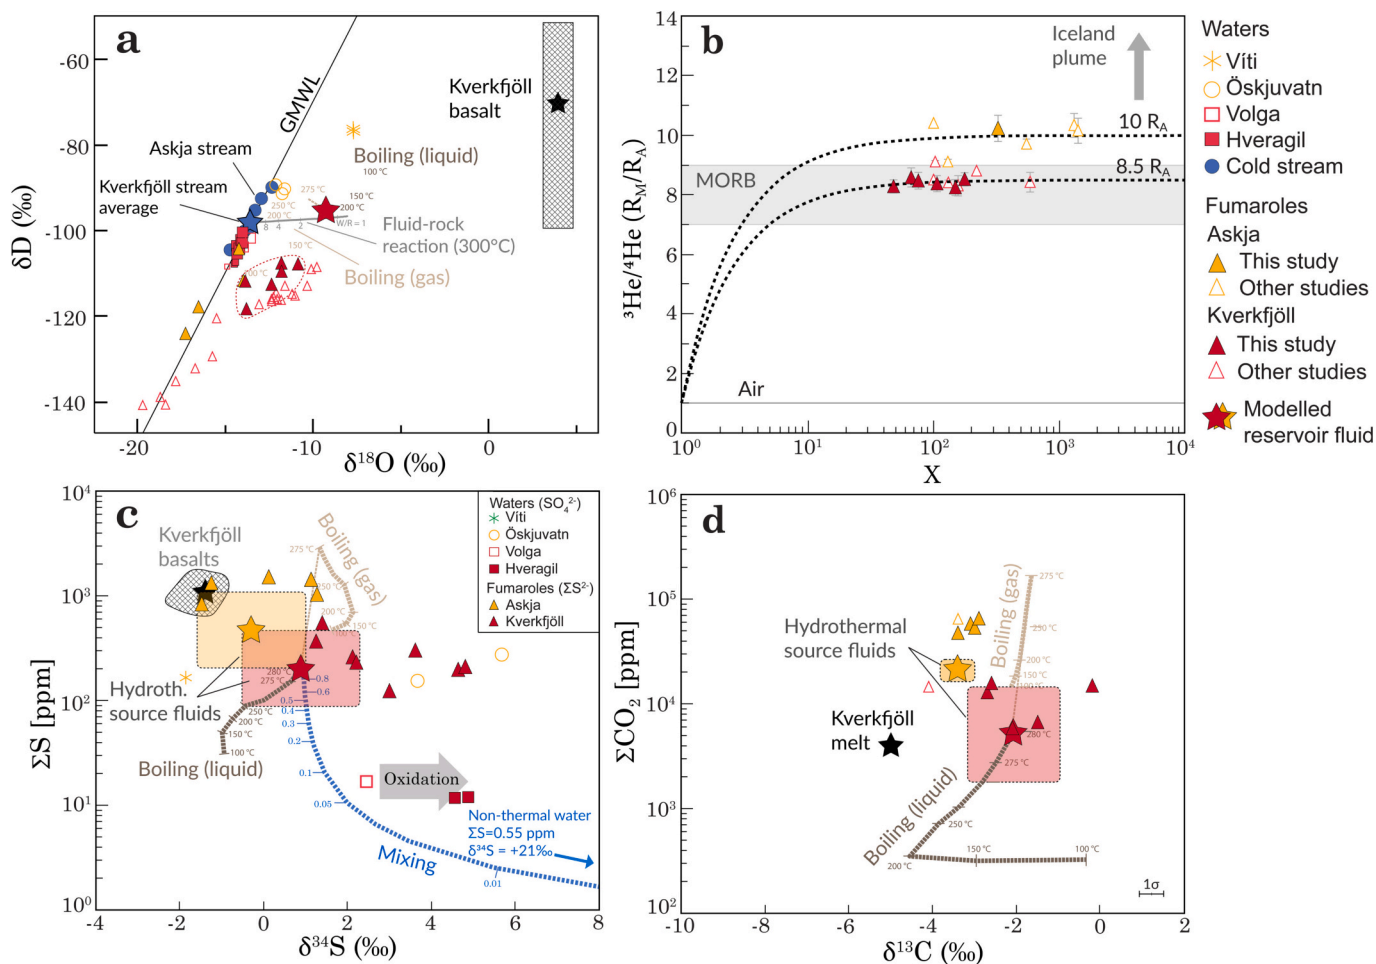 a
-60
-80
-100
-120
-140
δD (‰)
-20
-10
0
δ18O (‰)
GMWL
Kverkfjöll
basalt
Askja stream
Kverkfjöll stream
average
Boiling (liquid)
100 °C
275 °C
150 °C
250 °C
200 °C
200 °C
W/R = 1
8 4 2
Fluid-rock
reaction (300°C)
150 °C
Boiling (gas)
b
14
12
10
8
6
4
2
0
³He/⁴He (RM/RA)
10⁰
10¹
10²
10³
10⁴
X
Iceland
plume
10 RA
8.5 RA
MORB
Air
Waters
Víti
Öskjuvatn
Volga
Hveragil
Cold stream
Fumaroles
Askja
This study
Other studies
Kverkfjöll
This study
Other studies
Modelled
reservoir fluid
c
10⁴
10³
10²
10¹
10⁰
ΣS [ppm]
-4
-2
0
2
4
6
8
δ34S (‰)
Kverkfjöll
basalts
Boiling (gas)
275 °C
250 °C
200 °C
150 °C
100 °C
Hydroth.
source fluids
280 °C
275 °C
250 °C
200 °C
150 °C
100 °C
Boiling (liquid)
0.8
0.6
0.5
0.4
0.3
0.2
0.1
0.05
0.01
Oxidation
Mixing
Non-thermal water
ΣS=0.55 ppm
δ34S = +21‰
Waters (SO₄²⁻)
Víti
Öskjuvatn
Volga
Hveragil
Fumaroles (ΣS²⁻)
Askja
Kverkfjöll
d
10⁶
10⁵
10⁴
10³
10²
ΣCO₂ [ppm]
-10
-8
-6
-4
-2
0
2
δ13C (‰)
Hydrothermal
source fluids
Kverkfjöll
melt
Boiling (gas)
275 °C
250 °C
150 °C
100 °C
280 °C
275 °C
250 °C
200 °C
150 °C
100 °C
Boiling (liquid)
1σ